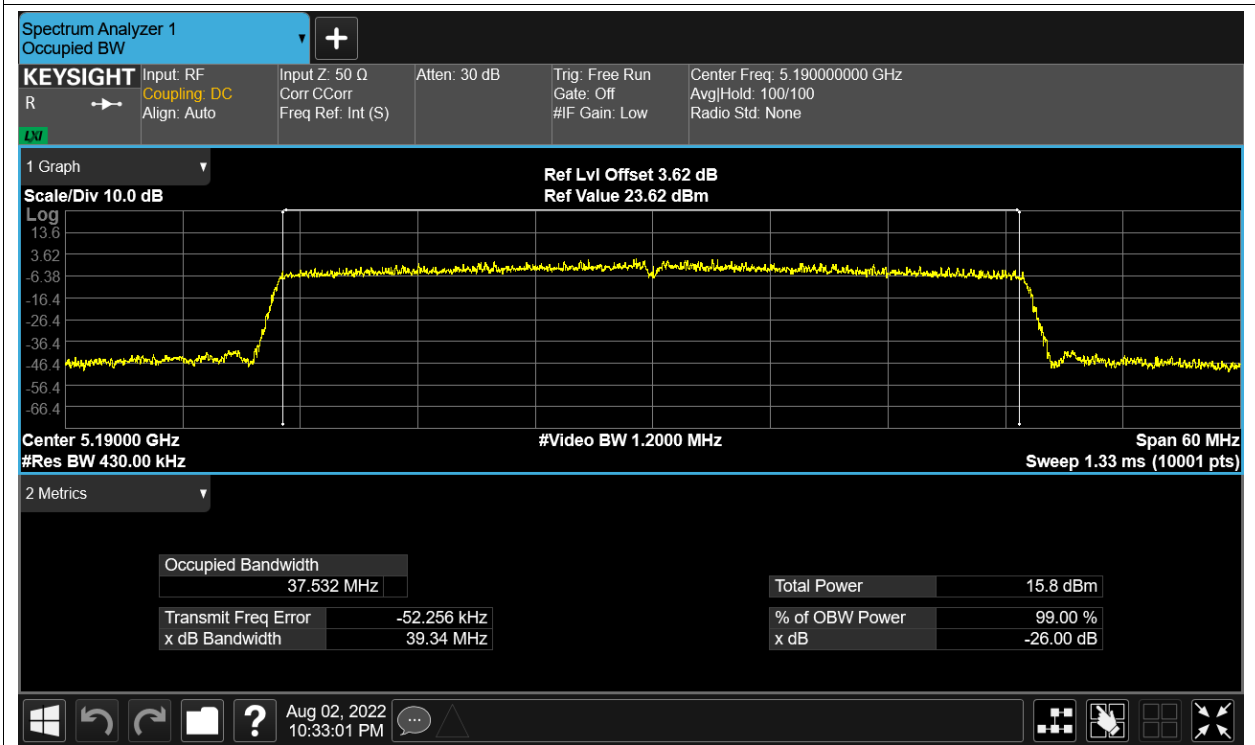 Spectrum Analyzer 1
Occupied BW
KEYSIGHT
R
LXI
Input: RF
Coupling: DC
Align: Auto
Input Z: 50 Ω
Corr CCorr
Freq Ref: Int (S)
Atten: 30 dB
Trig: Free Run
Gate: Off
#IF Gain: Low
Center Freq: 5.190000000 GHz
Avg|Hold: 100/100
Radio Std: None
1 Graph
Scale/Div 10.0 dB
Ref Lvl Offset 3.62 dB
Ref Value 23.62 dBm
Log
13.6
3.62
-6.38
-16.4
-26.4
-36.4
-46.4
-56.4
-66.4
Center 5.19000 GHz
#Video BW 1.2000 MHz
Span 60 MHz
#Res BW 430.00 kHz
Sweep 1.33 ms (10001 pts)
2 Metrics
Occupied Bandwidth
37.532 MHz
Total Power 15.8 dBm
Transmit Freq Error -52.256 kHz
% of OBW Power 99.00 %
x dB Bandwidth 39.34 MHz
x dB -26.00 dB
?
Aug 02, 2022
10:33:01 PM